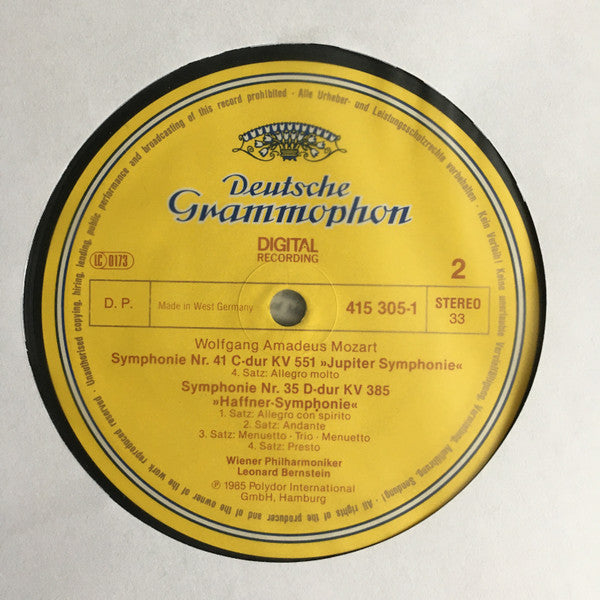 Unauthorised copying, hiring, lending, public performance and broadcasting of this record prohibited · Alle Urheber- und Leistungsschutzrechte vorbehalten · Kein Verleih! Keine unerlaubte Vervielfältigung, Vermietung, Aufführung, Sendung! · All rights of the producer and of the owner of the work reproduced reserved ·
Deutsche
Grammophon
DIGITAL
RECORDING
LC 0173
2
D. P.
Made in West Germany
415 305-1
STEREO
33
Wolfgang Amadeus Mozart
Symphonie Nr. 41 C-dur KV 551 »Jupiter Symphonie«
4. Satz: Allegro molto
Symphonie Nr. 35 D-dur KV 385
»Haffner-Symphonie«
1. Satz: Allegro con spirito
2. Satz: Andante
3. Satz: Menuetto · Trio · Menuetto
4. Satz: Presto
Wiener Philharmoniker
Leonard Bernstein
℗ 1985 Polydor International
GmbH, Hamburg